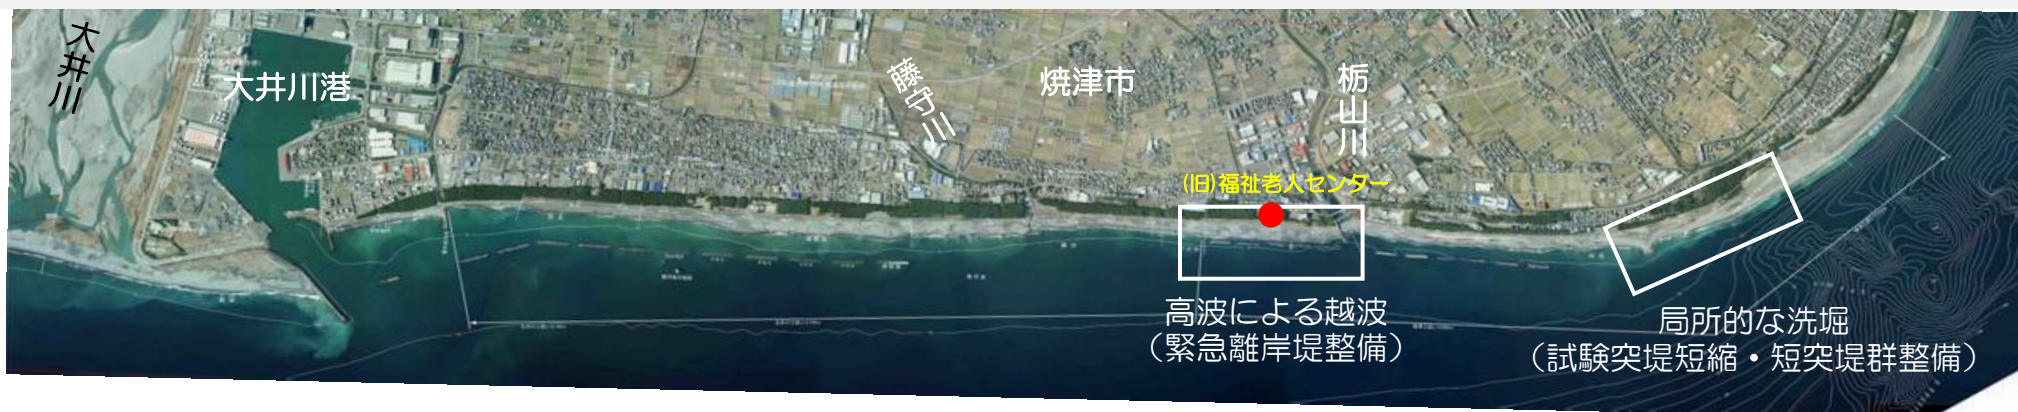 大井川
大井川港
藤守川
焼津市
栃山川
(旧)福祉老人センター
高波による越波
（緊急離岸堤整備）
局所的な洗堀
（試験突堤短縮・短突堤群整備）